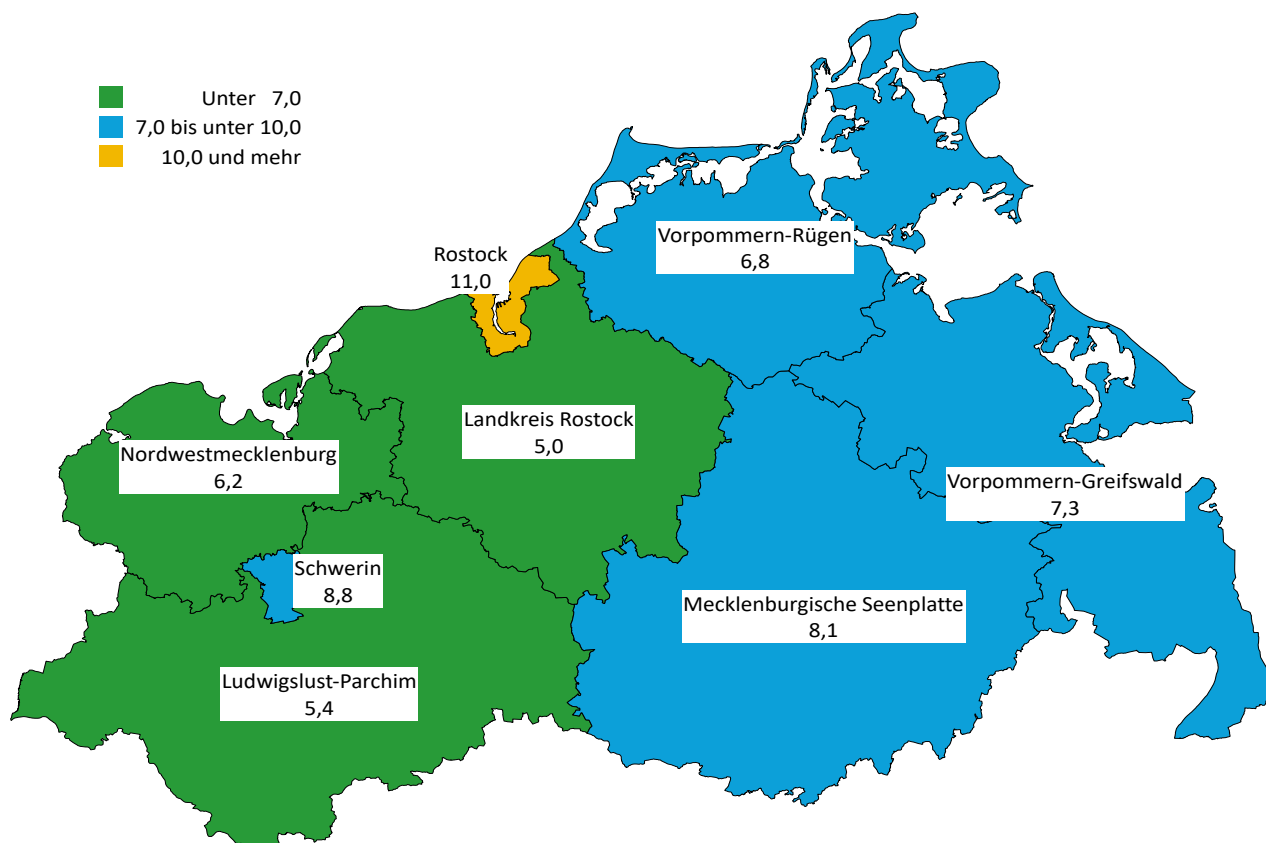 Unter 7,0
7,0 bis unter 10,0
10,0 und mehr
Vorpommern-Rügen
6,8
Rostock
11,0
Landkreis Rostock
5,0
Nordwestmecklenburg
6,2
Vorpommern-Greifswald
7,3
Schwerin
8,8
Mecklenburgische Seenplatte
8,1
Ludwigslust-Parchim
5,4